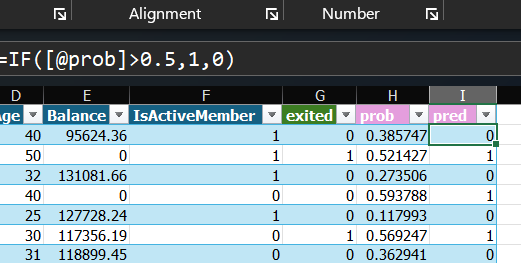 Alignment Number
=IF([@prob]>0.5,1,0)
D E F G H I
Age Balance IsActiveMember exited prob pred
40 95624.36 1 0 0.385747 0
50 0 1 1 0.521427 1
32 131081.66 1 0 0.273506 0
40 0 0 0 0.593788 1
25 127728.24 1 0 0.117993 0
30 117356.19 0 1 0.569247 1
31 118899.45 0 0 0.362941 0